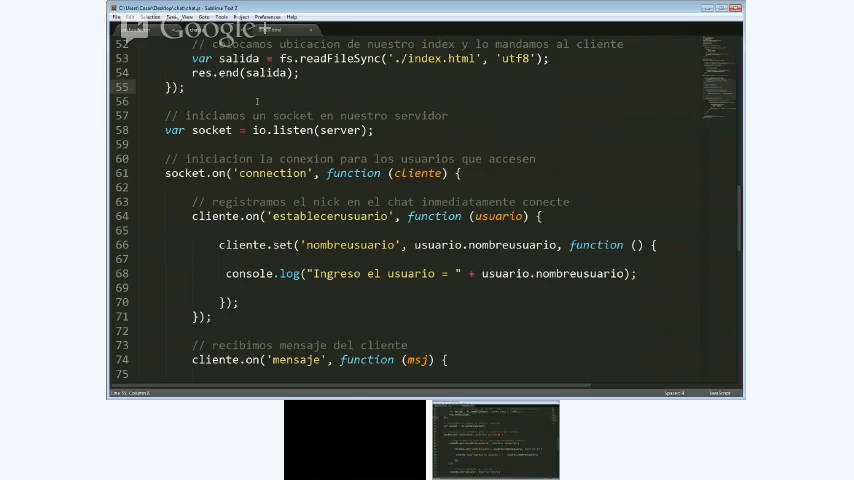 C:\Users\Cesar\Desktop\chat\chat.js - Sublime Text 2
File Edit Selection Find View Goto Tools Project Preferences Help
Google+
52 // colocamos ubicacion de nuestro index y lo mandamos al cliente
53 var salida = fs.readFileSync('./index.html', 'utf8');
54 res.end(salida);
55 });
56
57 // iniciamos un socket en nuestro servidor
58 var socket = io.listen(server);
59
60 // iniciacion la conexion para los usuarios que accesen
61 socket.on('connection', function (cliente) {
62
63 // registramos el nick en el chat inmediatamente conecte
64 cliente.on('establecerusuario', function (usuario) {
65
66 cliente.set('nombreusuario', usuario.nombreusuario, function () {
67
68 console.log("Ingreso el usuario = " + usuario.nombreusuario);
69
70 });
71 });
72
73 // recibimos mensaje del cliente
74 cliente.on('mensaje', function (msj) {
75
Line 55, Column 6
Spaces: 4
JavaScript